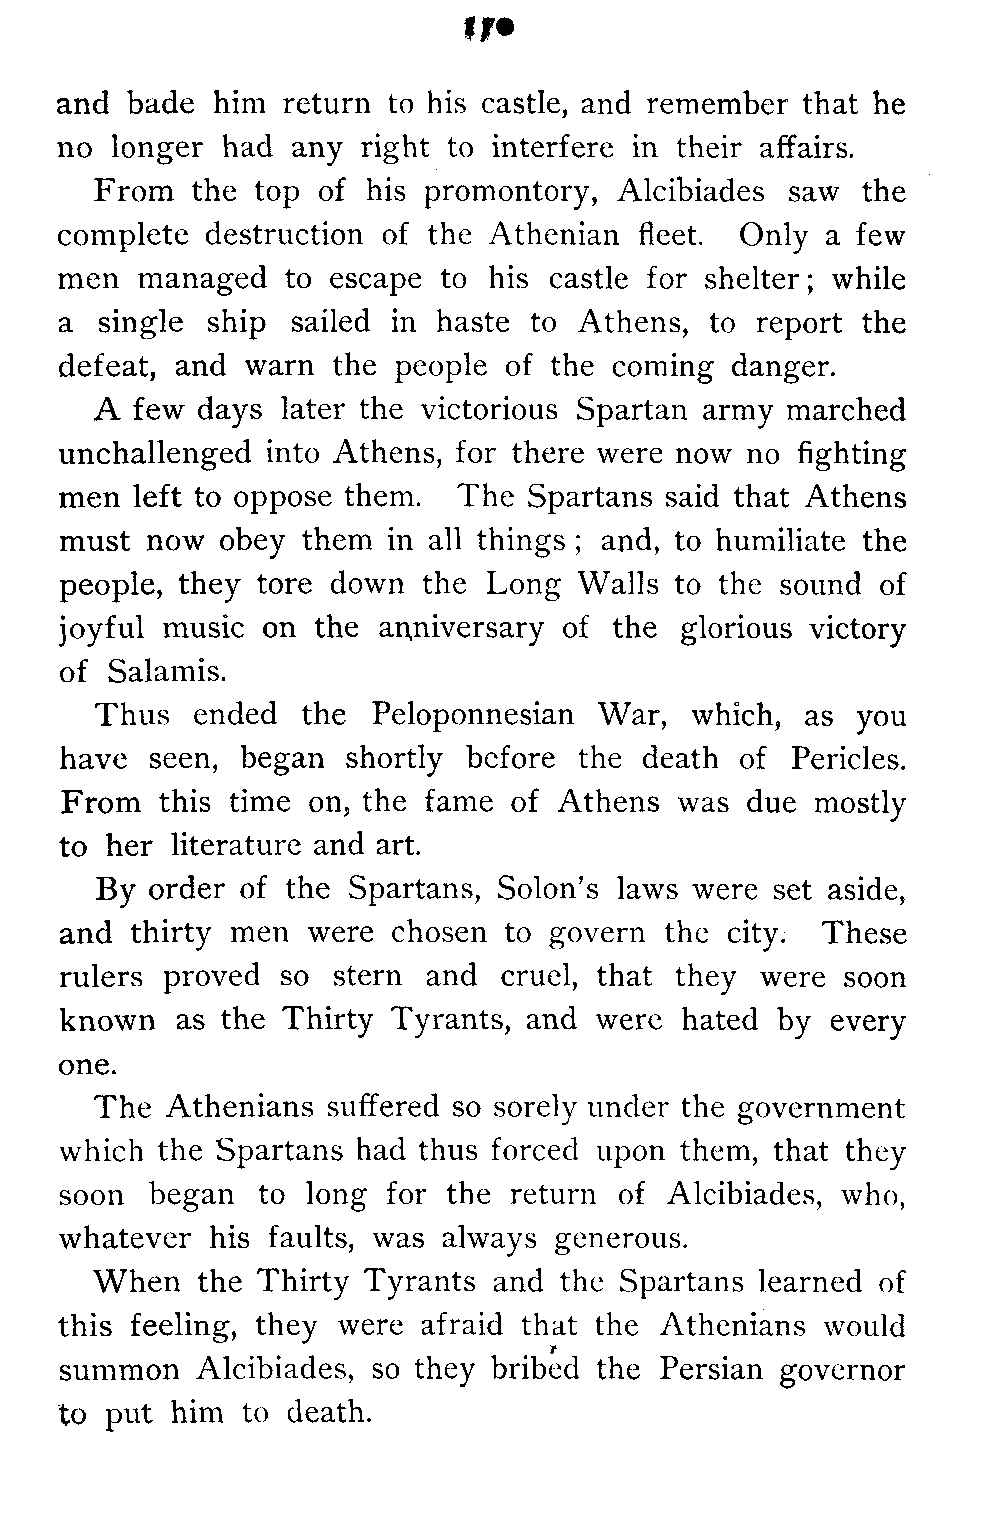 170
and bade him return to his castle, and remember that he
no longer had any right to interfere in their affairs.
From the top of his promontory, Alcibiades saw the
complete destruction of the Athenian fleet. Only a few
men managed to escape to his castle for shelter; while
a single ship sailed in haste to Athens, to report the
defeat, and warn the people of the coming danger.
A few days later the victorious Spartan army marched
unchallenged into Athens, for there were now no fighting
men left to oppose them. The Spartans said that Athens
must now obey them in all things; and, to humiliate the
people, they tore down the Long Walls to the sound of
joyful music on the anniversary of the glorious victory
of Salamis.
Thus ended the Peloponnesian War, which, as you
have seen, began shortly before the death of Pericles.
From this time on, the fame of Athens was due mostly
to her literature and art.
By order of the Spartans, Solon's laws were set aside,
and thirty men were chosen to govern the city. These
rulers proved so stern and cruel, that they were soon
known as the Thirty Tyrants, and were hated by every
one.
The Athenians suffered so sorely under the government
which the Spartans had thus forced upon them, that they
soon began to long for the return of Alcibiades, who,
whatever his faults, was always generous.
When the Thirty Tyrants and the Spartans learned of
this feeling, they were afraid that the Athenians would
summon Alcibiades, so they bribed the Persian governor
to put him to death.